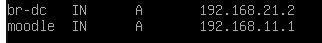 br-dc IN A 192.168.21.2
moodle IN A 192.168.11.1